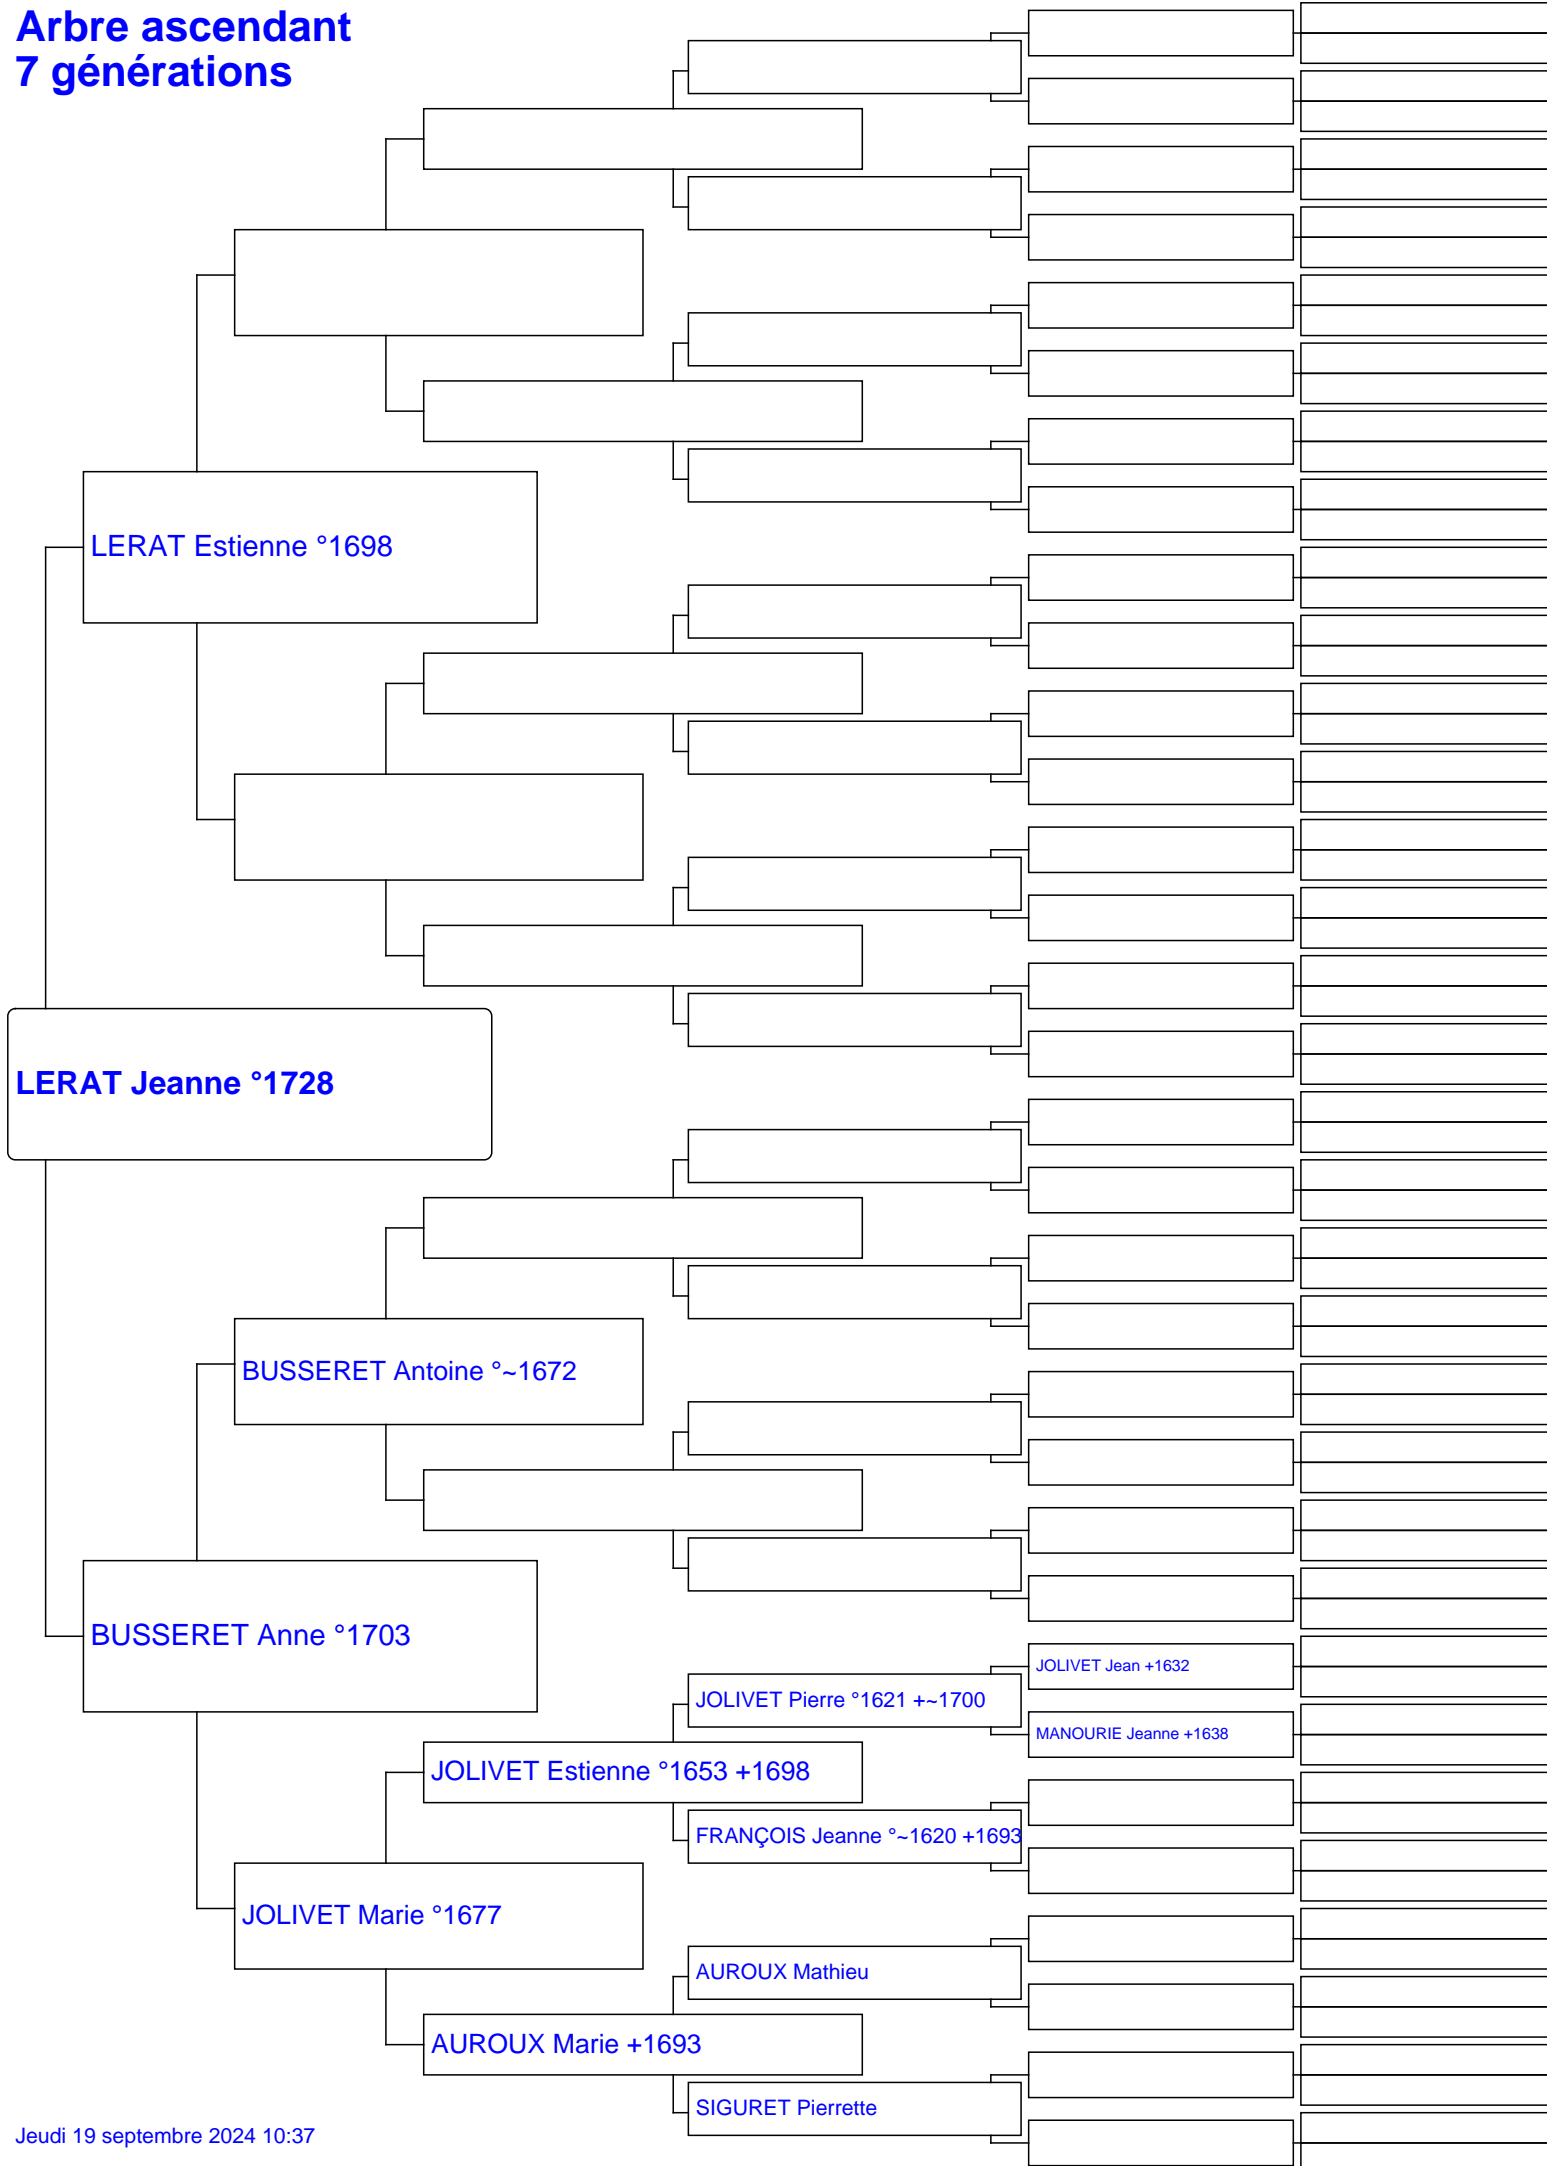 Arbre ascendant
7 générations
LERAT Estienne °1698
LERAT Jeanne °1728
BUSSERET Antoine °~1672
BUSSERET Anne °1703
JOLIVET Jean +1632
JOLIVET Pierre °1621 +~1700
MANOURIE Jeanne +1638
JOLIVET Estienne °1653 +1698
FRANÇOIS Jeanne °~1620 +1693
JOLIVET Marie °1677
AUROUX Mathieu
AUROUX Marie +1693
SIGURET Pierrette
Jeudi 19 septembre 2024 10:37